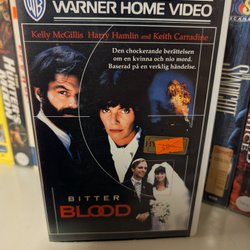 WB
WARNER HOME VIDEO
Kelly McGillis Harry Hamlin and Keith Carradine
Den chockerande berättelsen
om en kvinna och nio mord.
Baserad på en verklig händelse.
BITTER
BLOOD